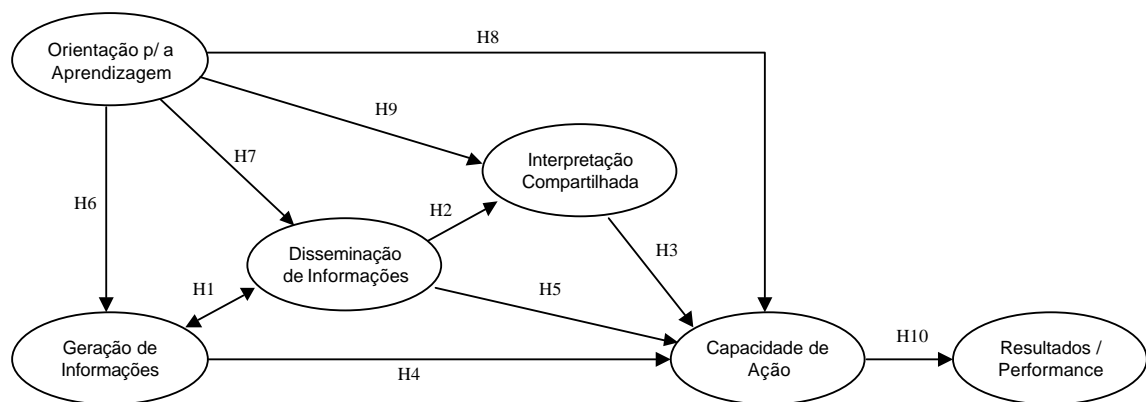 Orientação p/ a
Aprendizagem
H8
H9
H7
Interpretação
Compartilhada
H6
H2
Disseminação
de Informações
H3
H1
H5
Geração de
Informações
H4
Capacidade de
Ação
H10
Resultados /
Performance